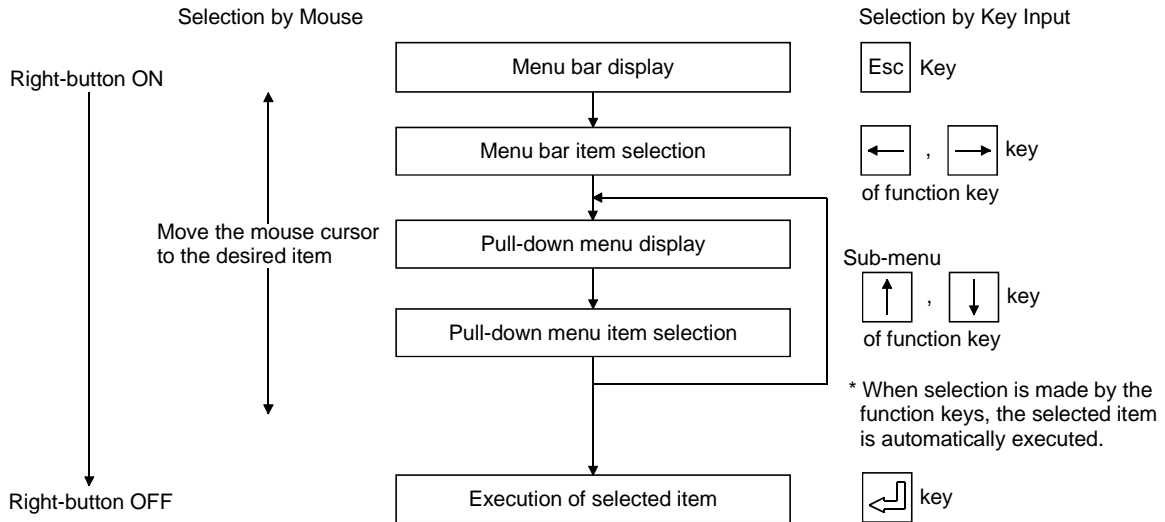 Selection by Mouse
Selection by Key Input
Right-button ON
Menu bar display
Esc Key
Menu bar item selection
, key
of function key
Move the mouse cursor
to the desired item
Pull-down menu display
Sub-menu
, key
of function key
Pull-down menu item selection
* When selection is made by the
function keys, the selected item
is automatically executed.
Right-button OFF
Execution of selected item
key